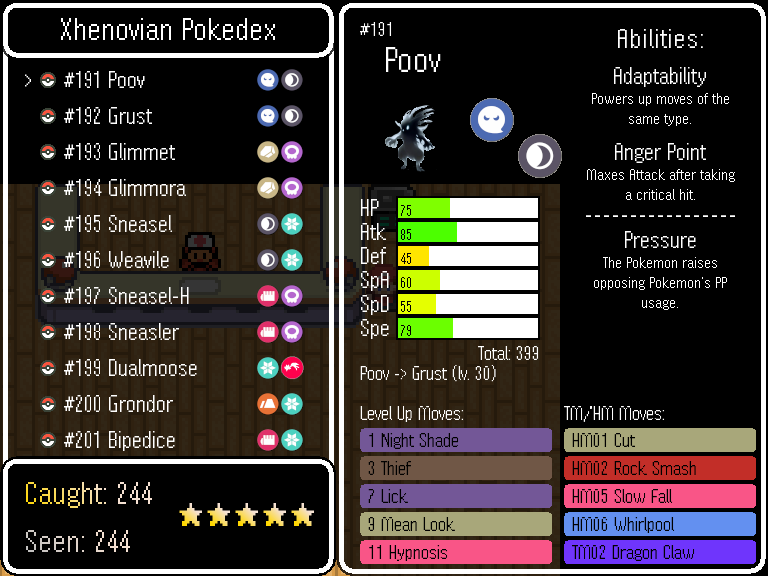 Xhenovian Pokedex
> #191 Poov
#192 Grust
#193 Glimmet
#194 Glimmora
#195 Sneasel
#196 Weavile
#197 Sneasel-H
#198 Sneasler
#199 Dualmoose
#200 Grondor
#201 Bipedice
Caught: 244
Seen: 244
#191
Poov
HP 75
Atk 85
Def 45
SpA 60
SpD 55
Spe 79
Total: 399
Poov -> Grust (lv. 30)
Abilities:
Adaptability
Powers up moves of the
same type.
Anger Point
Maxes Attack after taking
a critical hit.
Pressure
The Pokemon raises
opposing Pokemon's PP
usage.
Level Up Moves:
1 Night Shade
3 Thief
7 Lick
9 Mean Look
11 Hypnosis
TM/HM Moves:
HM01 Cut
HM02 Rock Smash
HM05 Slow Fall
HM06 Whirlpool
TM02 Dragon Claw